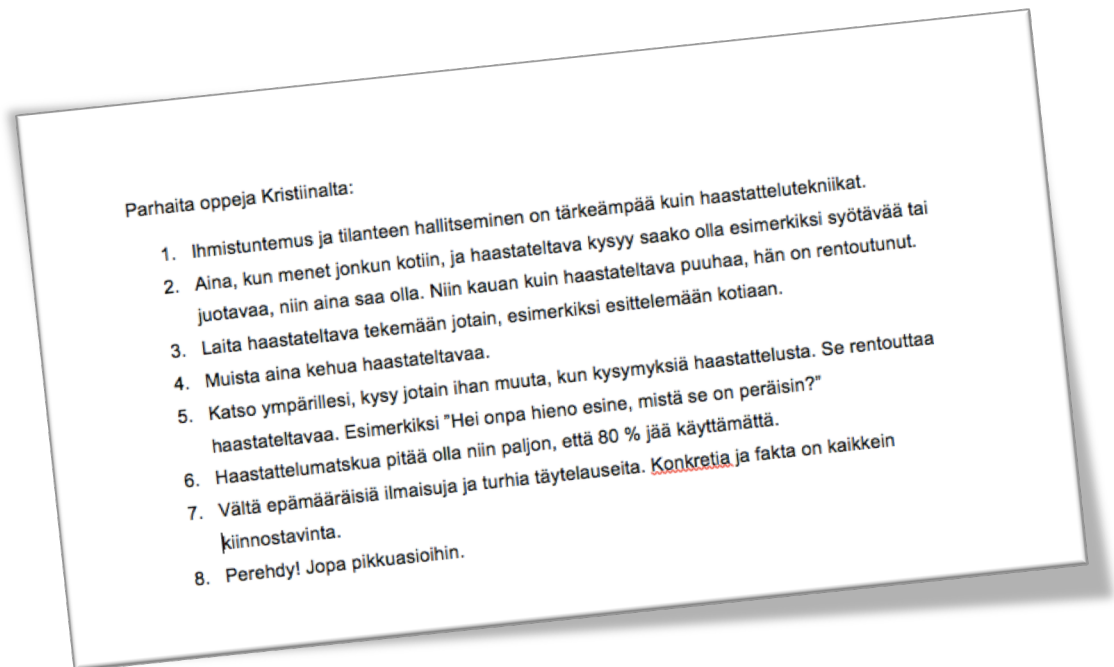 Parhaita oppeja Kristiinalta:
1. Ihmistuntemus ja tilanteen hallitseminen on tärkeämpää kuin haastattelutekniikat.
2. Aina, kun menet jonkun kotiin, ja haastateltava kysyy saako olla esimerkiksi syötävää tai
juotavaa, niin aina saa olla. Niin kauan kuin haastateltava puuhaa, hän on rentoutunut.
3. Laita haastateltava tekemään jotain, esimerkiksi esittelemään kotiaan.
4. Muista aina kehua haastateltavaa.
5. Katso ympärillesi, kysy jotain ihan muuta, kun kysymyksiä haastattelusta. Se rentouttaa
haastateltavaa. Esimerkiksi ”Hei onpa hieno esine, mistä se on peräisin?”
6. Haastattelumatskua pitää olla niin paljon, että 80 % jää käyttämättä.
7. Vältä epämääräisiä ilmaisuja ja turhia täytelauseita. Konkretia ja fakta on kaikkein
kiinnostavinta.
8. Perehdy! Jopa pikkuasioihin.